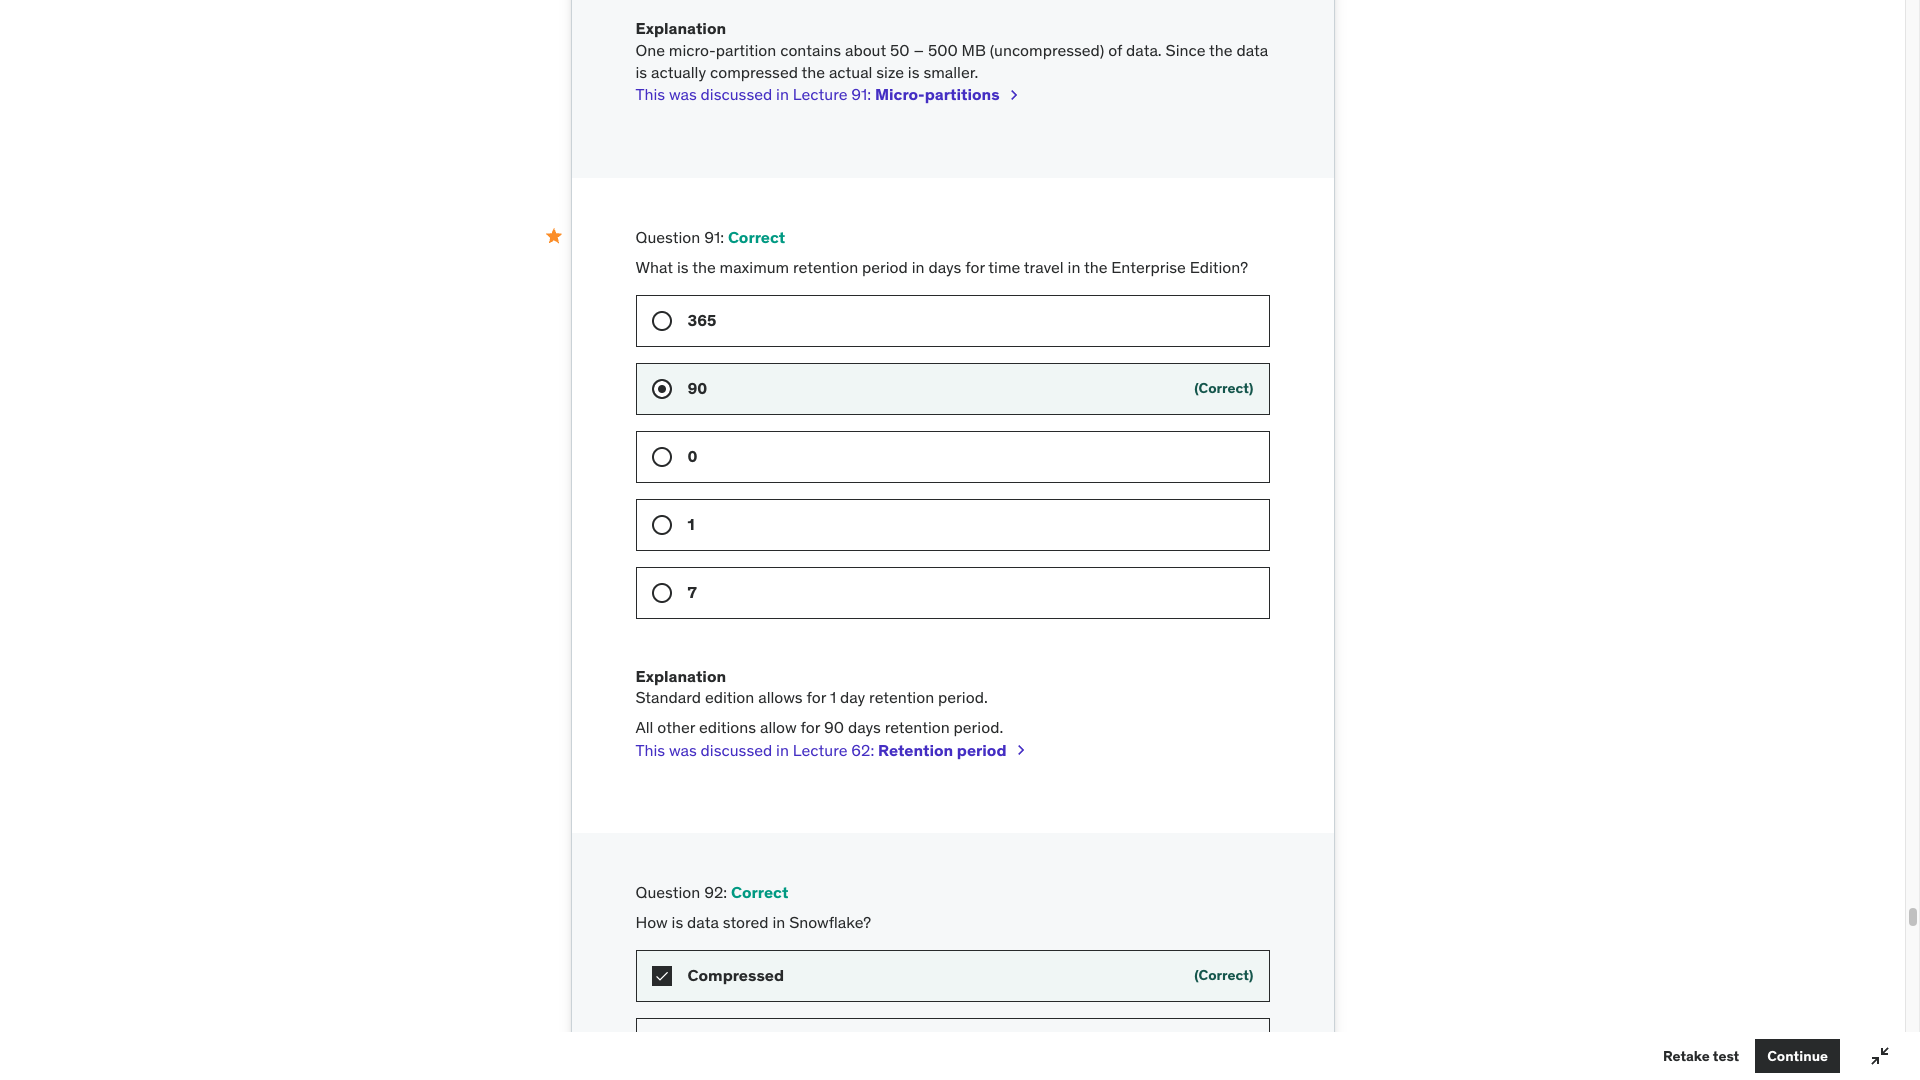 Explanation
One micro-partition contains about 50 – 500 MB (uncompressed) of data. Since the data
is actually compressed the actual size is smaller.
This was discussed in Lecture 91: Micro-partitions
Question 91: Correct
What is the maximum retention period in days for time travel in the Enterprise Edition?
365
90 (Correct)
0
1
7
Explanation
Standard edition allows for 1 day retention period.
All other editions allow for 90 days retention period.
This was discussed in Lecture 62: Retention period
Question 92: Correct
How is data stored in Snowflake?
Compressed (Correct)
Retake test Continue